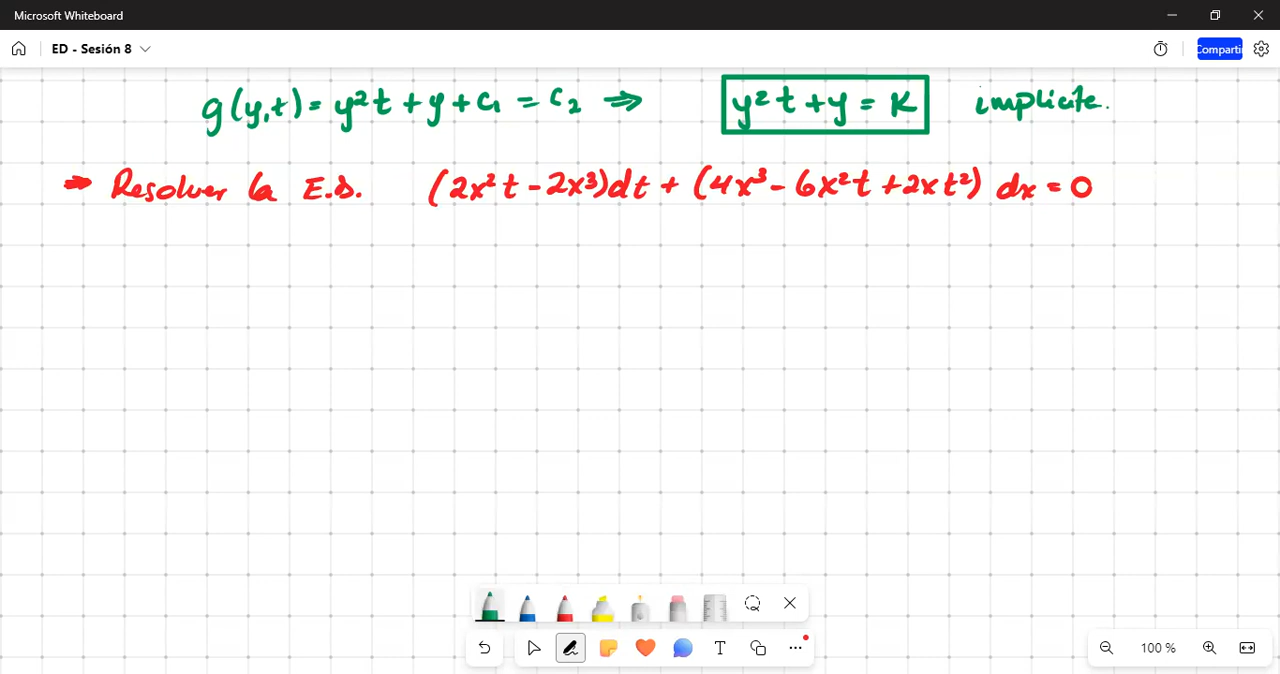 Microsoft Whiteboard
ED - Sesión 8
Comparti
g(y,t) = y²t + y + C₁ = C₂ ⇒ y²t + y = K implicite.
➡ Resolver la E.D. (2x²t - 2x³)dt + (4x³ - 6x²t + 2xt²) dx = 0
100 %